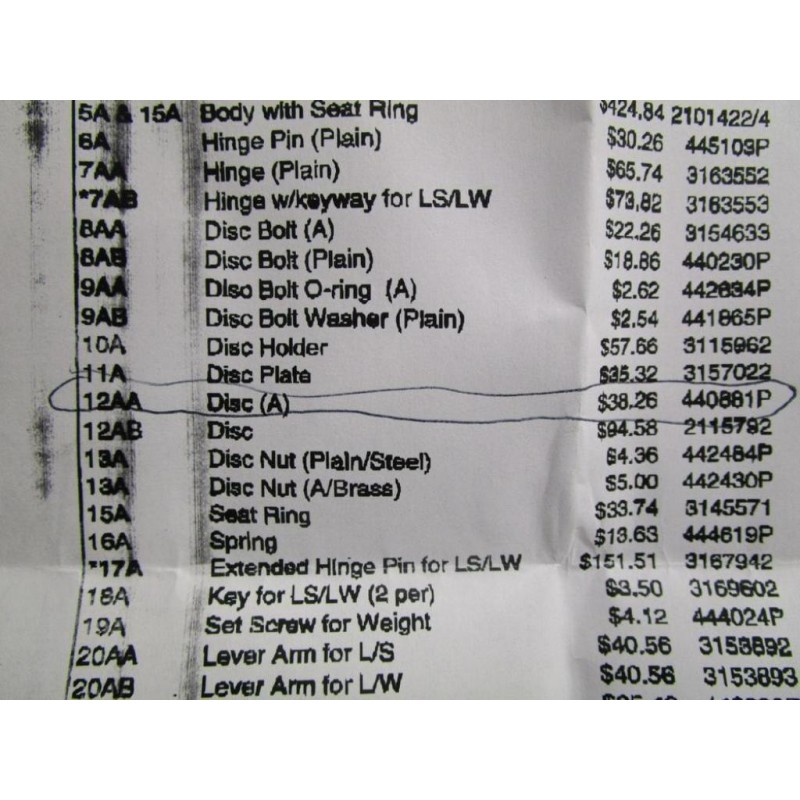 5A & 15A Body with Seat Ring $424.84 2101422/4
6A Hinge Pin (Plain) $30.26 445103P
7AA Hinge (Plain) $65.74 3163552
*7AB Hinge w/keyway for LS/LW $73.82 3163553
8AA Disc Bolt (A) $22.26 3154633
8AB Disc Bolt (Plain) $18.86 440230P
9AA Disc Bolt O-ring (A) $2.62 442634P
9AB Disc Bolt Washer (Plain) $2.54 441865P
10A Disc Holder $57.66 3115962
11A Disc Plate $35.32 3157022
12AA Disc (A) $38.26 440881P
12AB Disc $94.58 2115792
13A Disc Nut (Plain/Steel) $4.36 442484P
13A Disc Nut (A/Brass) $5.00 442430P
15A Seat Ring $33.74 3145571
16A Spring $13.63 444619P
*17A Extended Hinge Pin for LS/LW $151.51 3167942
18A Key for LS/LW (2 per) $3.50 3169602
19A Set Screw for Weight $4.12 444024P
20AA Lever Arm for L/S $40.56 3153892
20AB Lever Arm for L/W $40.56 3153893